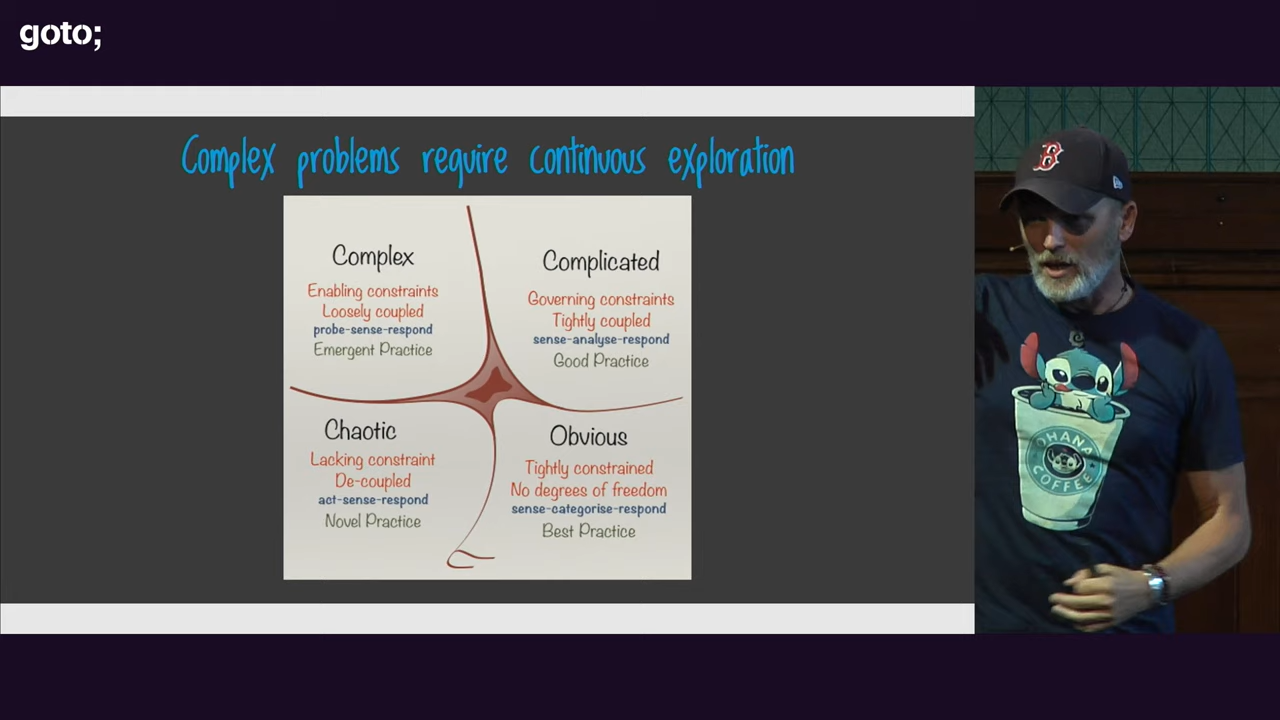 goto;
Complex problems require continuous exploration
Complex
Enabling constraints
Loosely coupled
probe-sense-respond
Emergent Practice
Complicated
Governing constraints
Tightly coupled
sense-analyse-respond
Good Practice
Chaotic
Lacking constraint
De-coupled
act-sense-respond
Novel Practice
Obvious
Tightly constrained
No degrees of freedom
sense-categorise-respond
Best Practice
B
OHANA
COFFEE